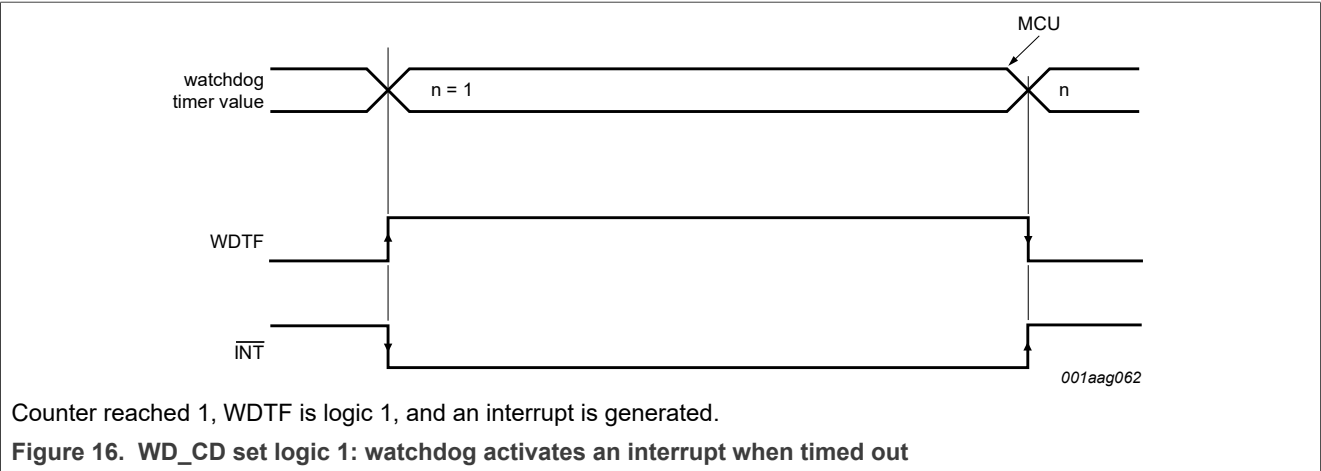 MCU
watchdog
timer value
n = 1
n
WDTF
INT
001aag062
Counter reached 1, WDTF is logic 1, and an interrupt is generated.
Figure 16. WD_CD set logic 1: watchdog activates an interrupt when timed out